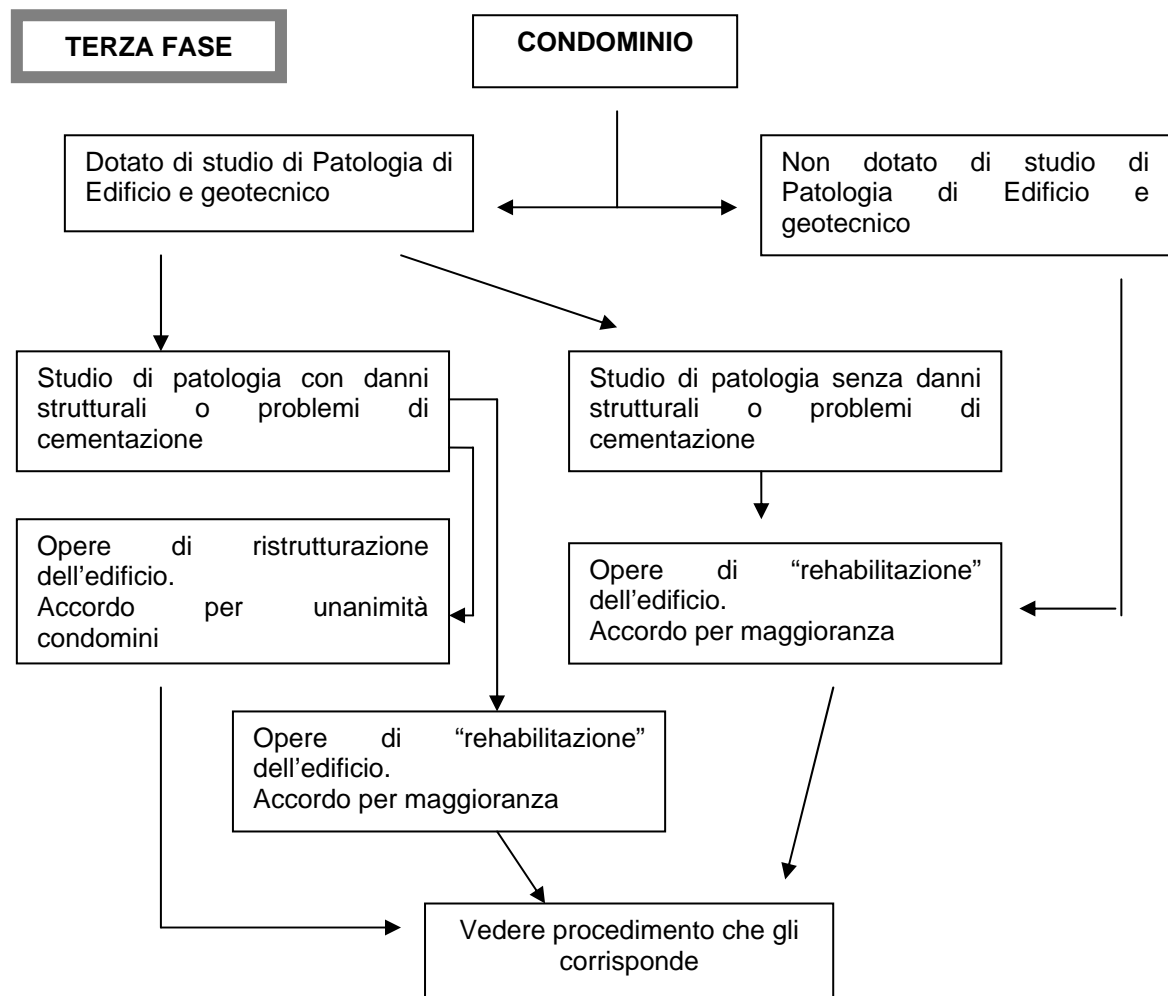 TERZA FASE
CONDOMINIO
Dotato di studio di Patologia di
Edificio e geotecnico
Non dotato di studio di
Patologia di Edificio e
geotecnico
Studio di patologia con danni
strutturali o problemi di
cementazione
Studio di patologia senza danni
strutturali o problemi di
cementazione
Opere di ristrutturazione
dell’edificio.
Accordo per unanimità
condomini
Opere di “rehabilitazione”
dell’edificio.
Accordo per maggioranza
Opere di “rehabilitazione”
dell’edificio.
Accordo per maggioranza
Vedere procedimento che gli
corrisponde